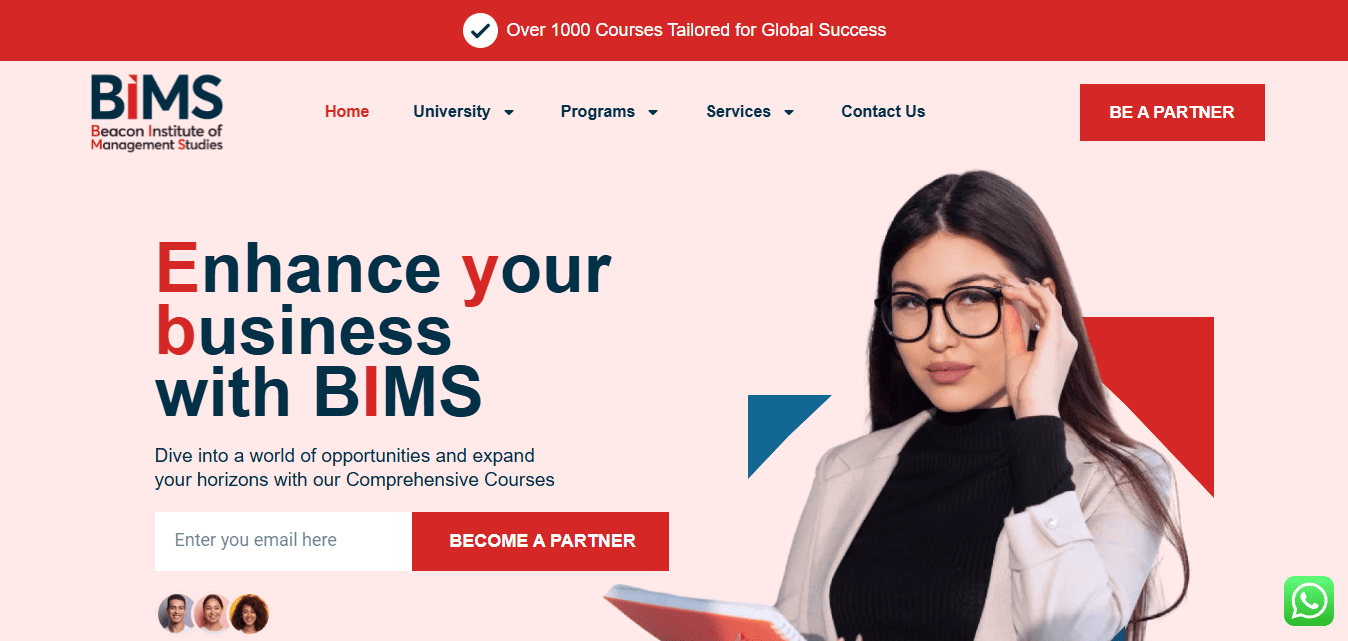 Over 1000 Courses Tailored for Global Success
BiMS
Beacon Institute of
Management Studies
Home
University
Programs
Services
Contact Us
BE A PARTNER
Enhance your
business
with BIMS
Dive into a world of opportunities and expand
your horizons with our Comprehensive Courses
Enter you email here
BECOME A PARTNER